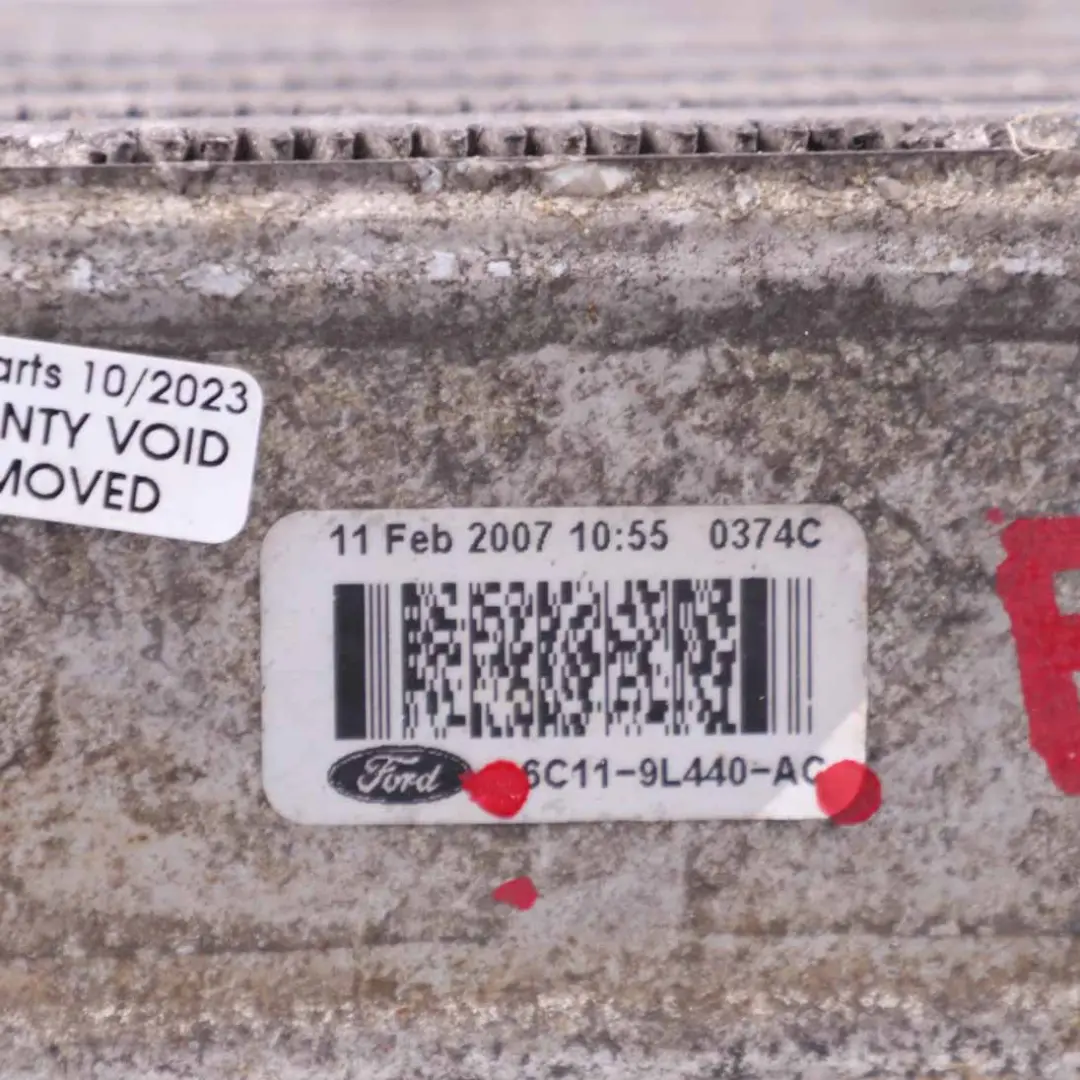 arts 10/2023
NTY VOID
MOVED
11 Feb 2007 10:55 0374C
Ford 6C11-9L440-AC